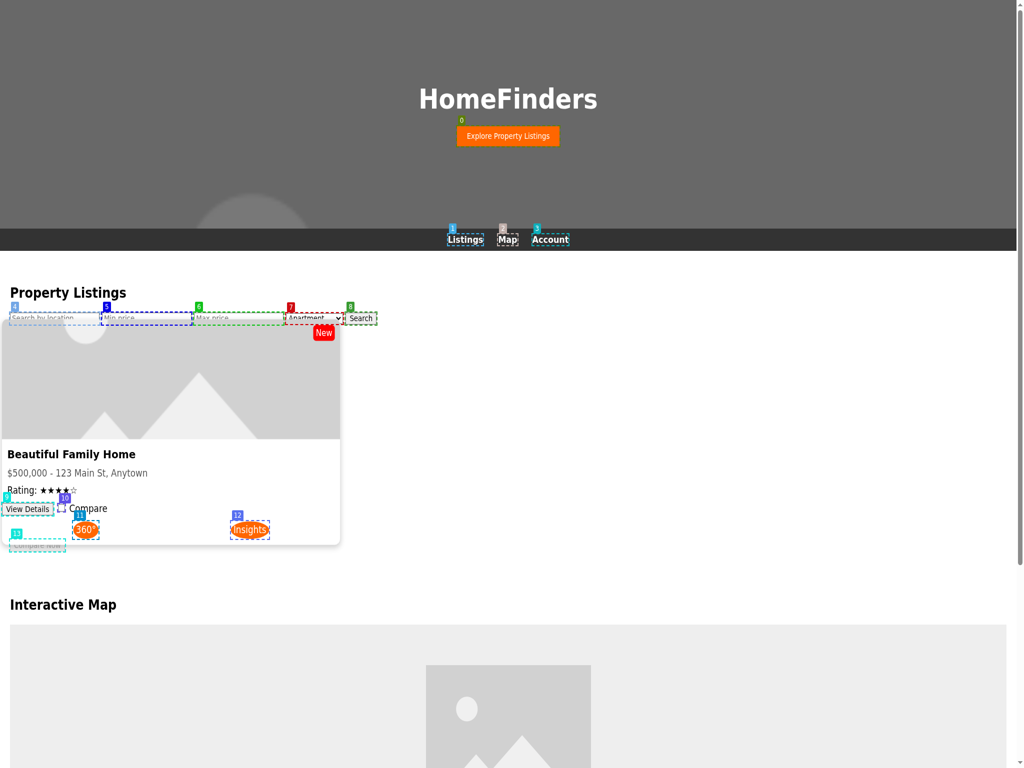 HomeFinders
0
Explore Property Listings
1 2 3
Listings Map Account
Property Listings
4 5 6 7 8
Search by location Min price Max price Apartment Search
New
Beautiful Family Home
$500,000 - 123 Main St, Anytown
Rating: ★★★★☆
9 10
View Details Compare
11 12
360° Insights
13
Compare Now
Interactive Map